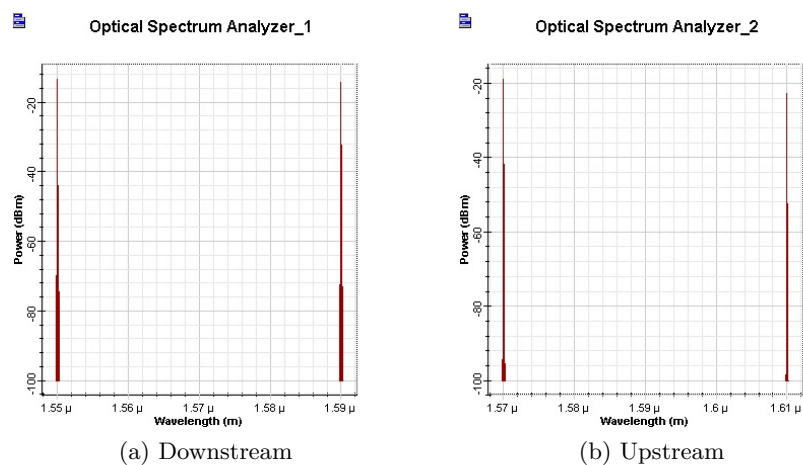 Optical Spectrum Analyzer_1
Power (dBm)
-20
-40
-60
-80
-100
1.55 µ 1.56 µ 1.57 µ 1.58 µ 1.59 µ
Wavelength (m)
(a) Downstream
Optical Spectrum Analyzer_2
Power (dBm)
-20
-40
-60
-80
-100
1.57 µ 1.58 µ 1.59 µ 1.6 µ 1.61 µ
Wavelength (m)
(b) Upstream